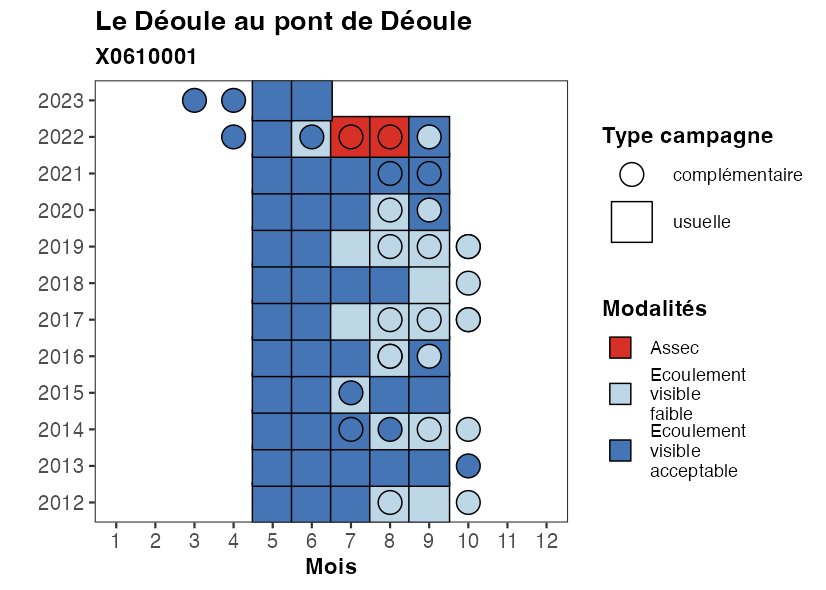 Le Déoule au pont de Déoule
X0610001
2023
2022
2021
2020
2019
2018
2017
2016
2015
2014
2013
2012
1 2 3 4 5 6 7 8 9 10 11 12
Mois
Type campagne
complémentaire
usuelle
Modalités
Assec
Ecoulement
visible
faible
Ecoulement
visible
acceptable